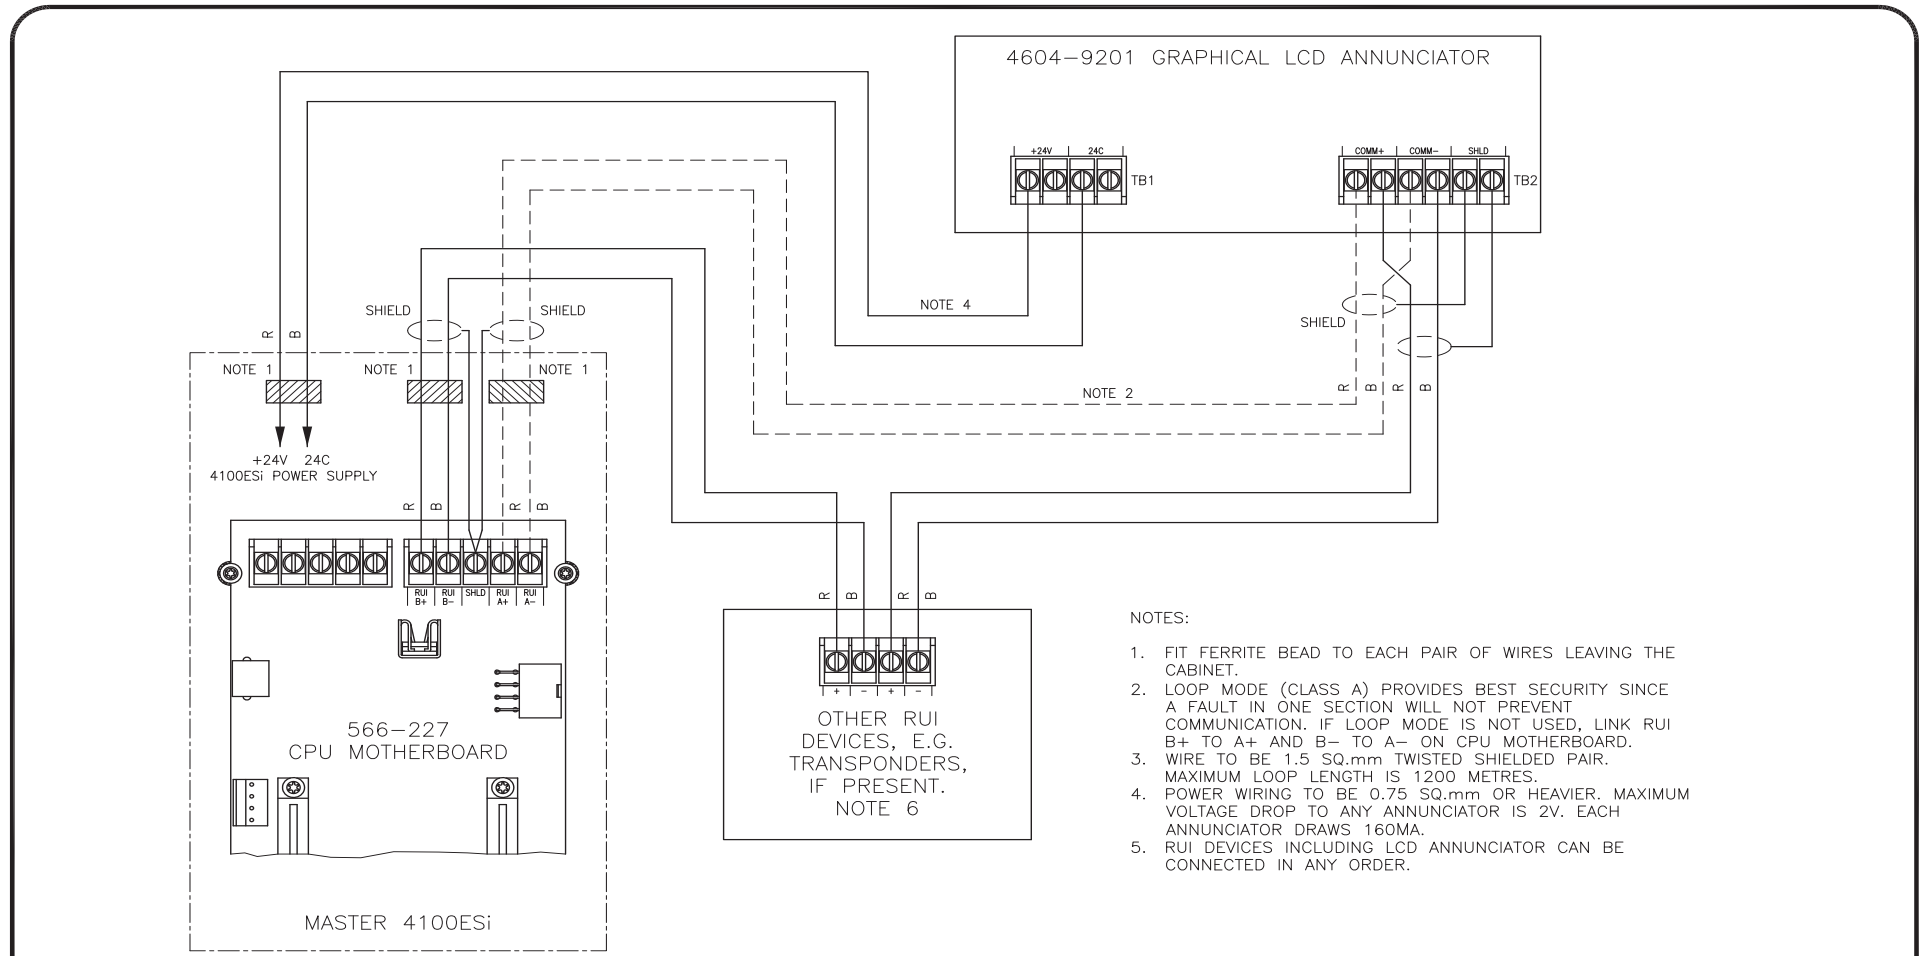 4604-9201 GRAPHICAL LCD ANNUNCIATOR
+24V 24C
TB1
COMM+ COMM- SHLD
TB2
SHIELD
SHIELD
NOTE 4
SHIELD
R B
NOTE 1
NOTE 1
NOTE 1
NOTE 2
R B R B
+24V 24C
4100ESi POWER SUPPLY
R B R B
RUI B+
RUI B-
SHLD
RUI A+
RUI A-
566-227
CPU MOTHERBOARD
MASTER 4100ESi
R B R B
+ - + -
OTHER RUI
DEVICES, E.G.
TRANSPONDERS,
IF PRESENT.
NOTE 6
NOTES:
1. FIT FERRITE BEAD TO EACH PAIR OF WIRES LEAVING THE
CABINET.
2. LOOP MODE (CLASS A) PROVIDES BEST SECURITY SINCE
A FAULT IN ONE SECTION WILL NOT PREVENT
COMMUNICATION. IF LOOP MODE IS NOT USED, LINK RUI
B+ TO A+ AND B- TO A- ON CPU MOTHERBOARD.
3. WIRE TO BE 1.5 SQ.mm TWISTED SHIELDED PAIR.
MAXIMUM LOOP LENGTH IS 1200 METRES.
4. POWER WIRING TO BE 0.75 SQ.mm OR HEAVIER. MAXIMUM
VOLTAGE DROP TO ANY ANNUNCIATOR IS 2V. EACH
ANNUNCIATOR DRAWS 160MA.
5. RUI DEVICES INCLUDING LCD ANNUNCIATOR CAN BE
CONNECTED IN ANY ORDER.